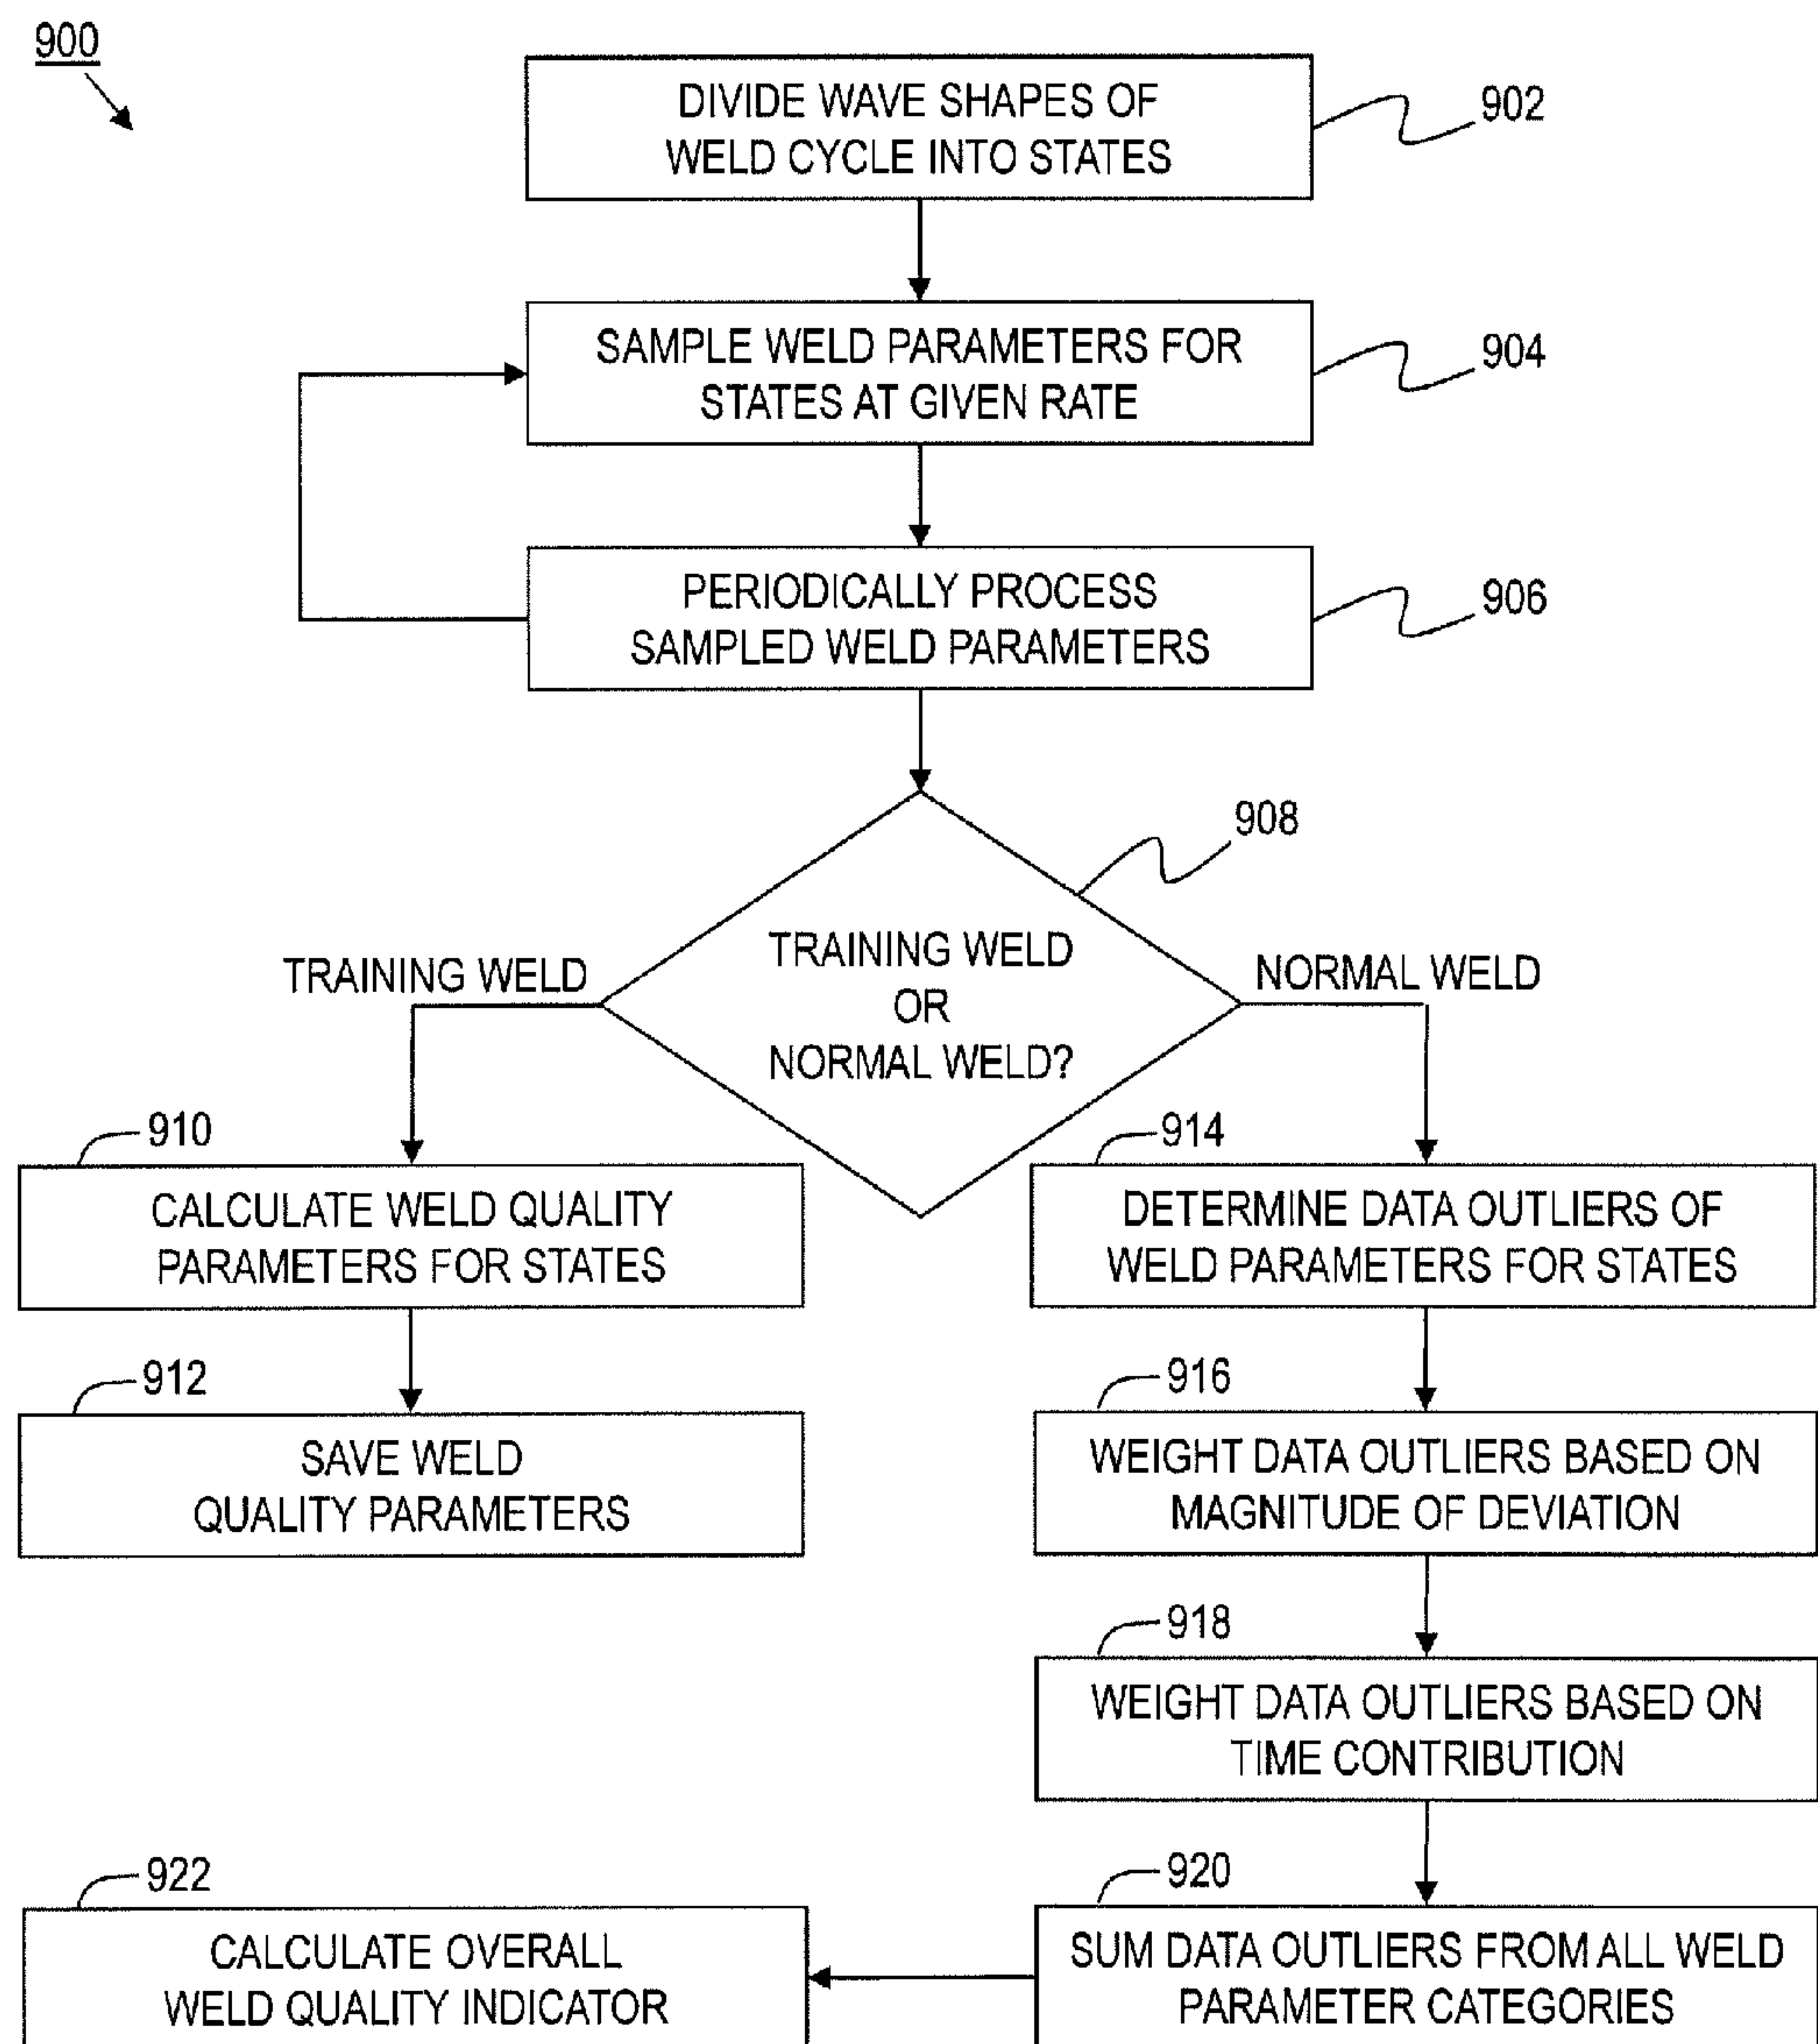 900
DIVIDE WAVE SHAPES OF
WELD CYCLE INTO STATES
902
SAMPLE WELD PARAMETERS FOR
STATES AT GIVEN RATE
904
PERIODICALLY PROCESS
SAMPLED WELD PARAMETERS
906
908
TRAINING WELD
OR
NORMAL WELD?
TRAINING WELD
NORMAL WELD
910
CALCULATE WELD QUALITY
PARAMETERS FOR STATES
912
SAVE WELD
QUALITY PARAMETERS
914
DETERMINE DATA OUTLIERS OF
WELD PARAMETERS FOR STATES
916
WEIGHT DATA OUTLIERS BASED ON
MAGNITUDE OF DEVIATION
918
WEIGHT DATA OUTLIERS BASED ON
TIME CONTRIBUTION
920
SUM DATA OUTLIERS FROM ALL WELD
PARAMETER CATEGORIES
922
CALCULATE OVERALL
WELD QUALITY INDICATOR